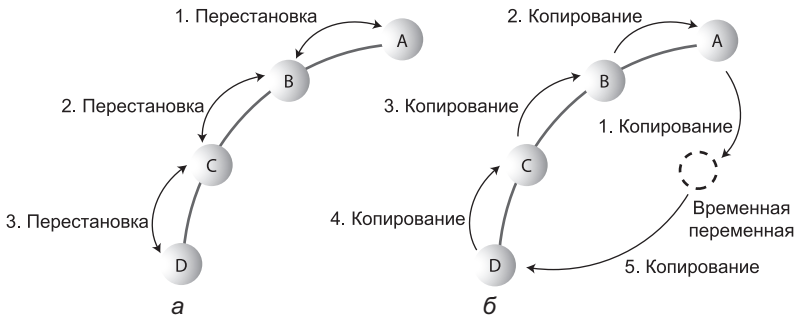 1. Перестановка
A
B
2. Перестановка
C
3. Перестановка
D
а
2. Копирование
A
B
3. Копирование
1. Копирование
C
4. Копирование
Временная
переменная
D
5. Копирование
б